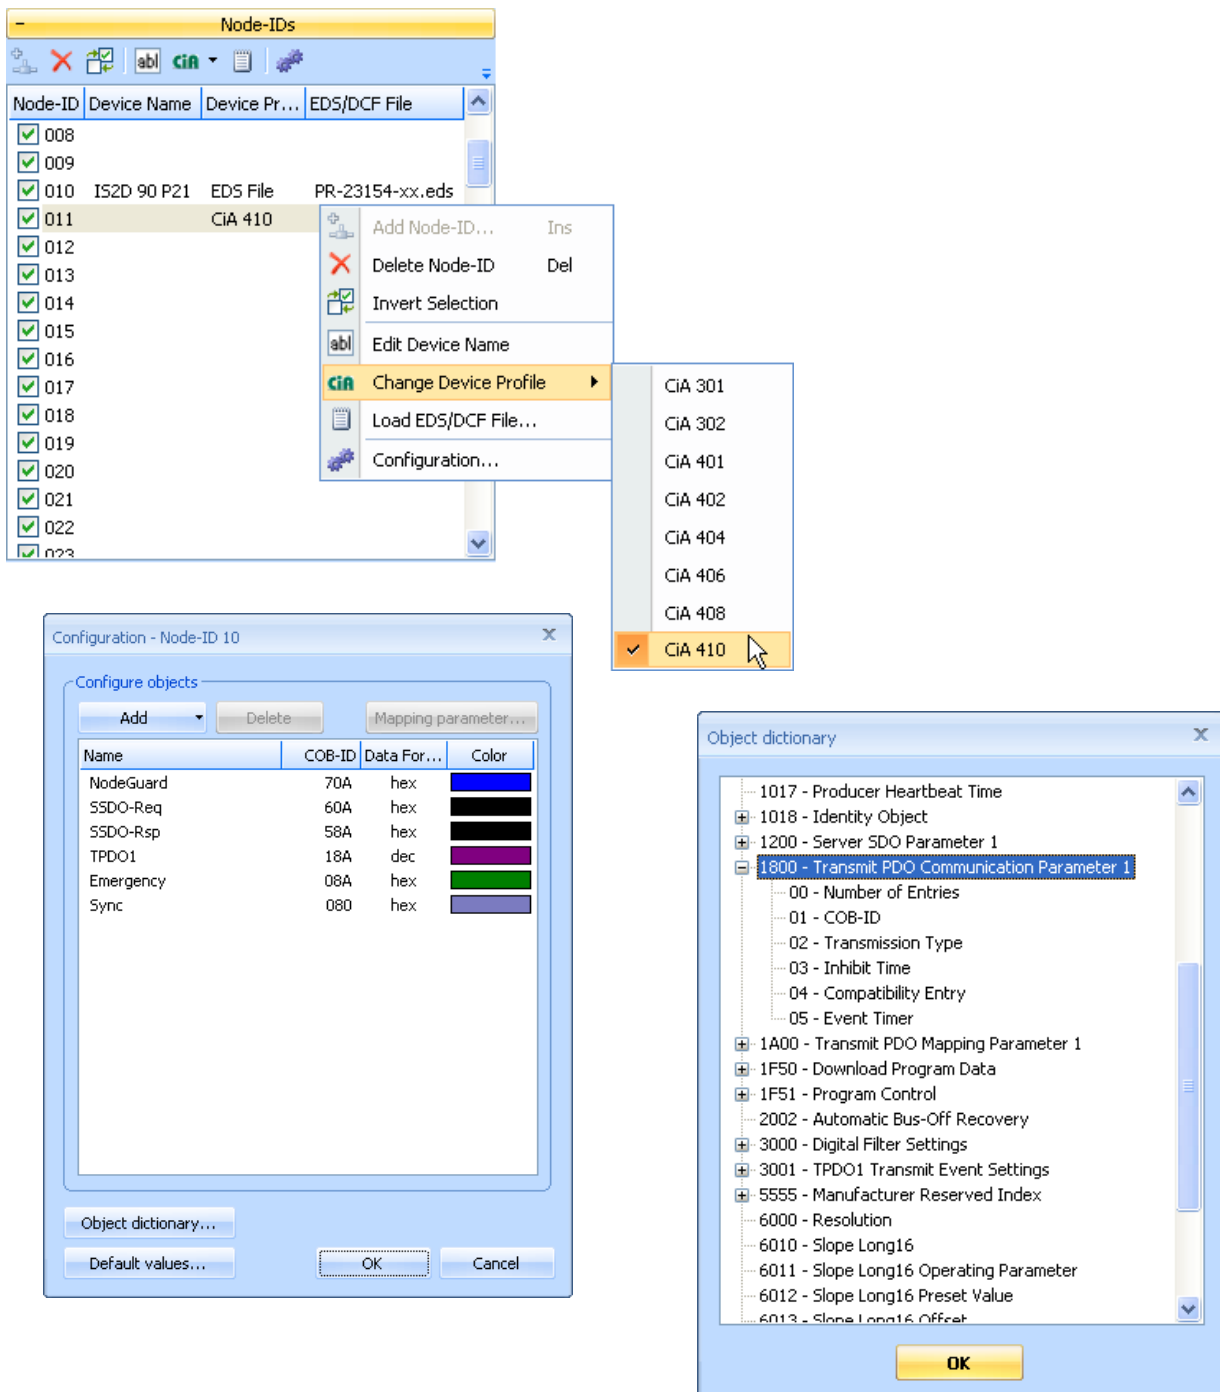 Node-IDs
abl CiA
Node-ID Device Name Device Pr... EDS/DCF File
008
009
010 IS2D 90 P21 EDS File PR-23154-xx.eds
011 CiA 410
012
013
014
015
016
017
018
019
020
021
022
023
Add Node-ID... Ins
Delete Node-ID Del
Invert Selection
abl Edit Device Name
CiA Change Device Profile
Load EDS/DCF File...
Configuration...
CiA 301
CiA 302
CiA 401
CiA 402
CiA 404
CiA 406
CiA 408
CiA 410
Configuration - Node-ID 10
Configure objects
Add Delete Mapping parameter...
Name COB-ID Data For... Color
NodeGuard 70A hex
SSDO-Req 60A hex
SSDO-Rsp 58A hex
TPDO1 18A dec
Emergency 08A hex
Sync 080 hex
Object dictionary...
Default values... OK Cancel
Object dictionary
1017 - Producer Heartbeat Time
1018 - Identity Object
1200 - Server SDO Parameter 1
1800 - Transmit PDO Communication Parameter 1
00 - Number of Entries
01 - COB-ID
02 - Transmission Type
03 - Inhibit Time
04 - Compatibility Entry
05 - Event Timer
1A00 - Transmit PDO Mapping Parameter 1
1F50 - Download Program Data
1F51 - Program Control
2002 - Automatic Bus-Off Recovery
3000 - Digital Filter Settings
3001 - TPDO1 Transmit Event Settings
5555 - Manufacturer Reserved Index
6000 - Resolution
6010 - Slope Long16
6011 - Slope Long16 Operating Parameter
6012 - Slope Long16 Preset Value
6013 - Slope Long16 Offset
OK